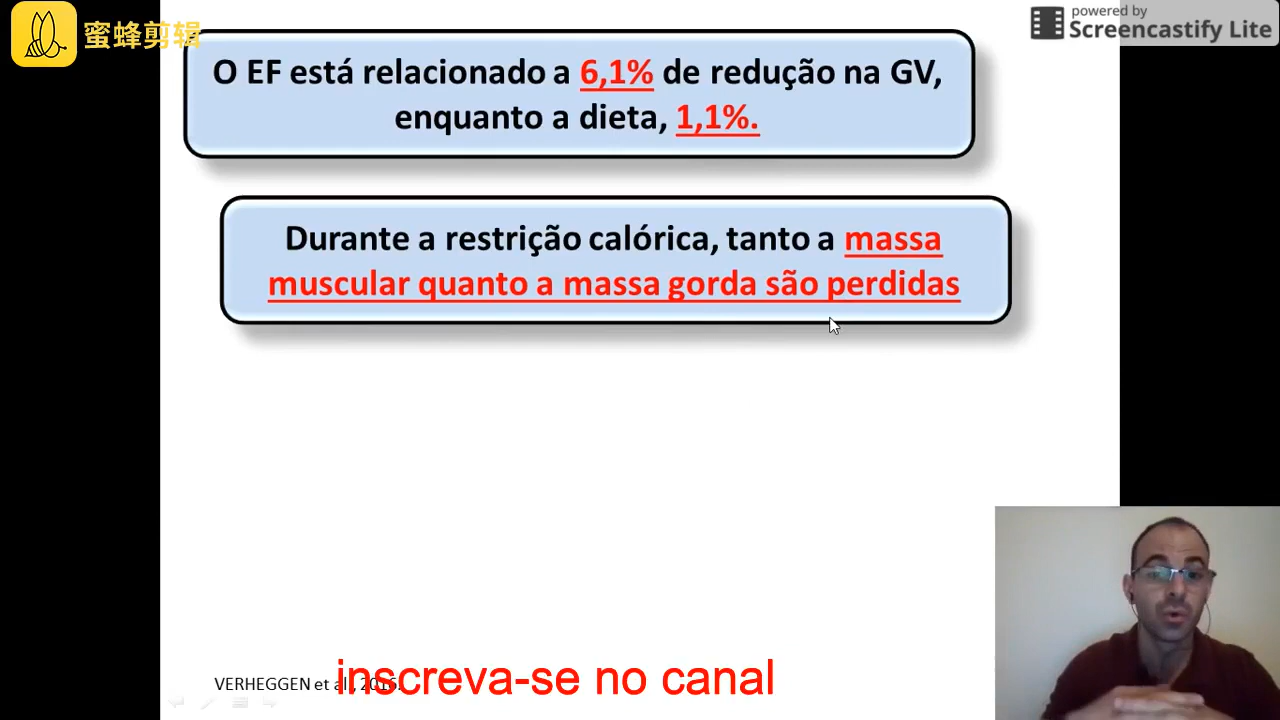 蜜蜂剪辑
powered by
Screencastify Lite
O EF está relacionado a 6,1% de redução na GV,
enquanto a dieta, 1,1%.
Durante a restrição calórica, tanto a massa
muscular quanto a massa gorda são perdidas
VERHEGGEN et al
inscreva-se no canal